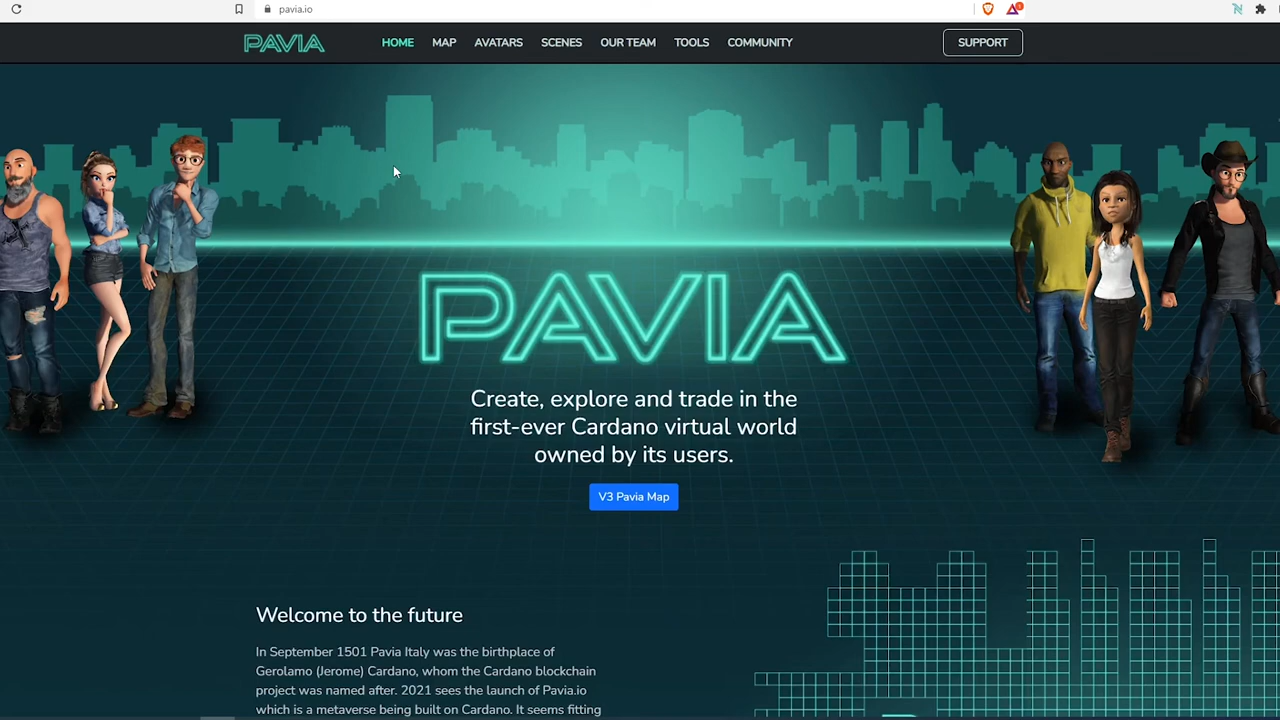 pavia.io
PAVIA
HOME MAP AVATARS SCENES OUR TEAM TOOLS COMMUNITY SUPPORT
PAVIA
Create, explore and trade in the
first-ever Cardano virtual world
owned by its users.
V3 Pavia Map
Welcome to the future
In September 1501 Pavia Italy was the birthplace of
Gerolamo (Jerome) Cardano, whom the Cardano blockchain
project was named after. 2021 sees the launch of Pavia.io
which is a metaverse being built on Cardano. It seems fitting